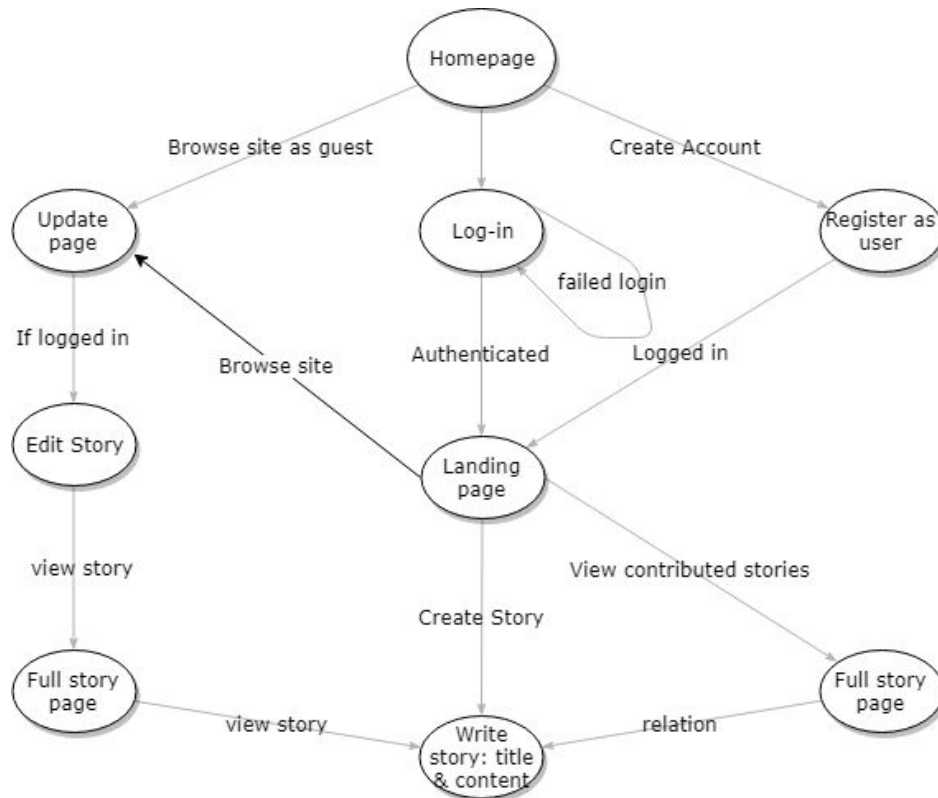 Homepage
Browse site as guest
Create Account
Update
page
Log-in
Register as
user
failed login
If logged in
Browse site
Authenticated
Logged in
Edit Story
Landing
page
view story
View contributed stories
Create Story
Full story
page
Full story
page
view story
relation
Write
story: title
& content